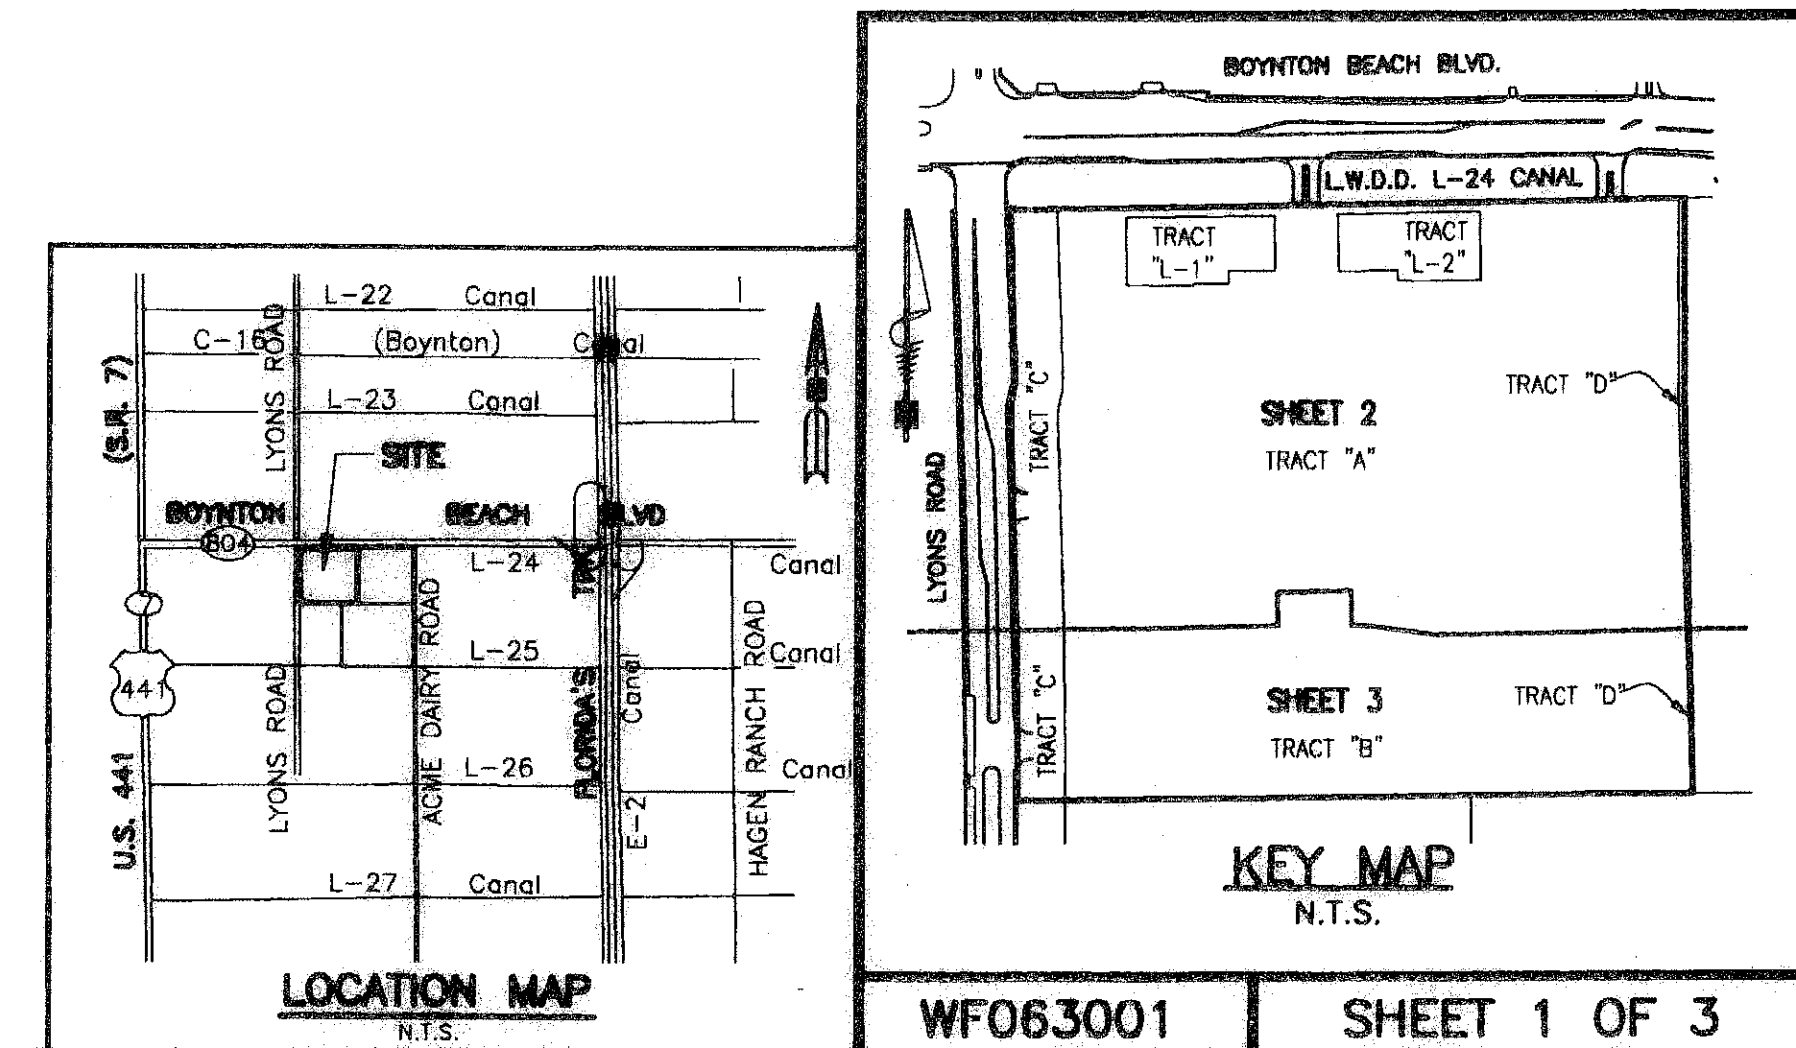 BOYNTON BEACH BLVD.
L.W.D.D. L-24 CANAL
TRACT
"L-1"
TRACT
"L-2"
TRACT "C"
TRACT "D"
SHEET 2
TRACT "A"
LYONS ROAD
TRACT "C"
SHEET 3
TRACT "D"
TRACT "B"
KEY MAP
N.T.S.
L-22 Canal
C-16 (Boynton) Canal
(S.R. 7)
LYONS ROAD
L-23 Canal
SITE
BOYNTON BEACH BLVD
804
L-24
Canal
L-25
Canal
441
U.S. 441
LYONS ROAD
ACME DAIRY ROAD
FLORIDA'S
TPK
Canal
E-2
HAGEN RANCH ROAD
L-26
Canal
L-27 Canal
LOCATION MAP
N.T.S.
WF063001
SHEET 1 OF 3